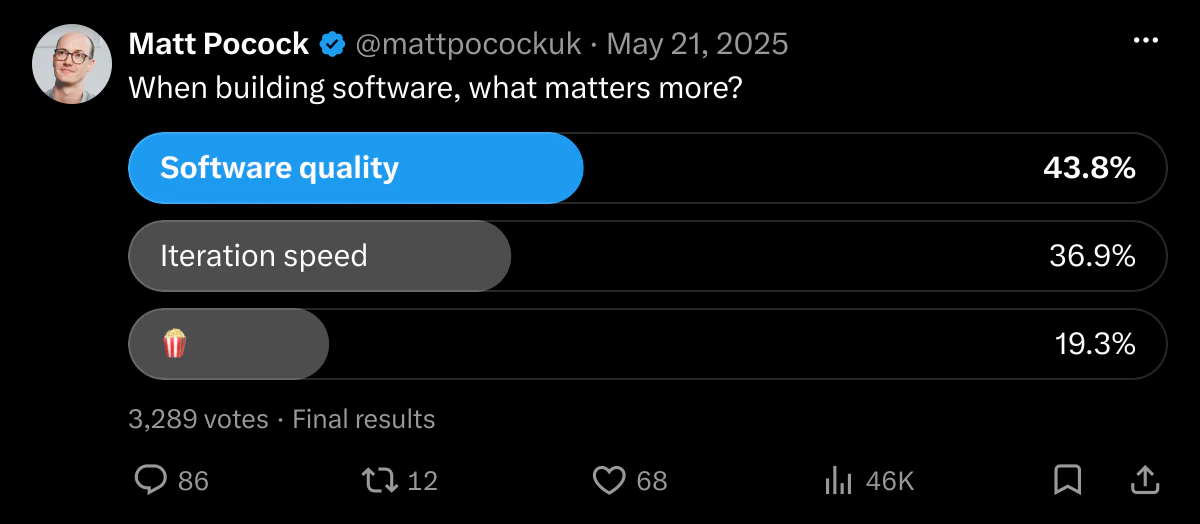 Matt Pocock @mattpocockuk · May 21, 2025
When building software, what matters more?
Software quality 43.8%
Iteration speed 36.9%
🍿 19.3%
3,289 votes · Final results
86 12 68 46K